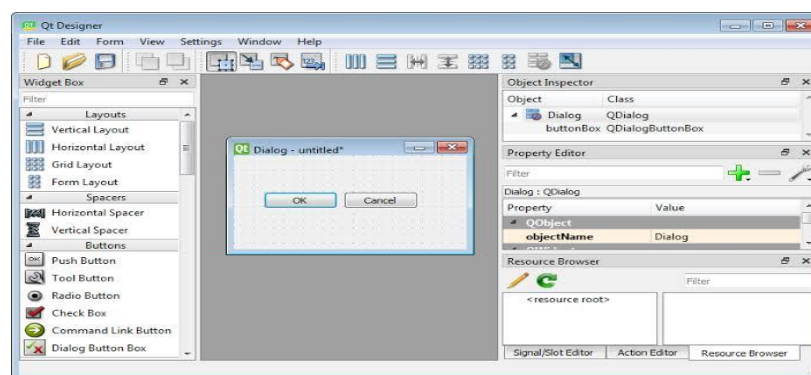 Qt Designer
File Edit Form View Settings Window Help
Widget Box
Filter
Layouts
Vertical Layout
Horizontal Layout
Grid Layout
Form Layout
Spacers
Horizontal Spacer
Vertical Spacer
Buttons
OK Push Button
Tool Button
Radio Button
Check Box
Command Link Button
Dialog Button Box
Qt Dialog - untitled*
OK Cancel
Object Inspector
Object Class
Dialog QDialog
buttonBox QDialogButtonBox
Property Editor
Filter
Dialog : QDialog
Property Value
QObject
objectName Dialog
Resource Browser
Filter
<resource root>
Signal/Slot Editor Action Editor Resource Browser